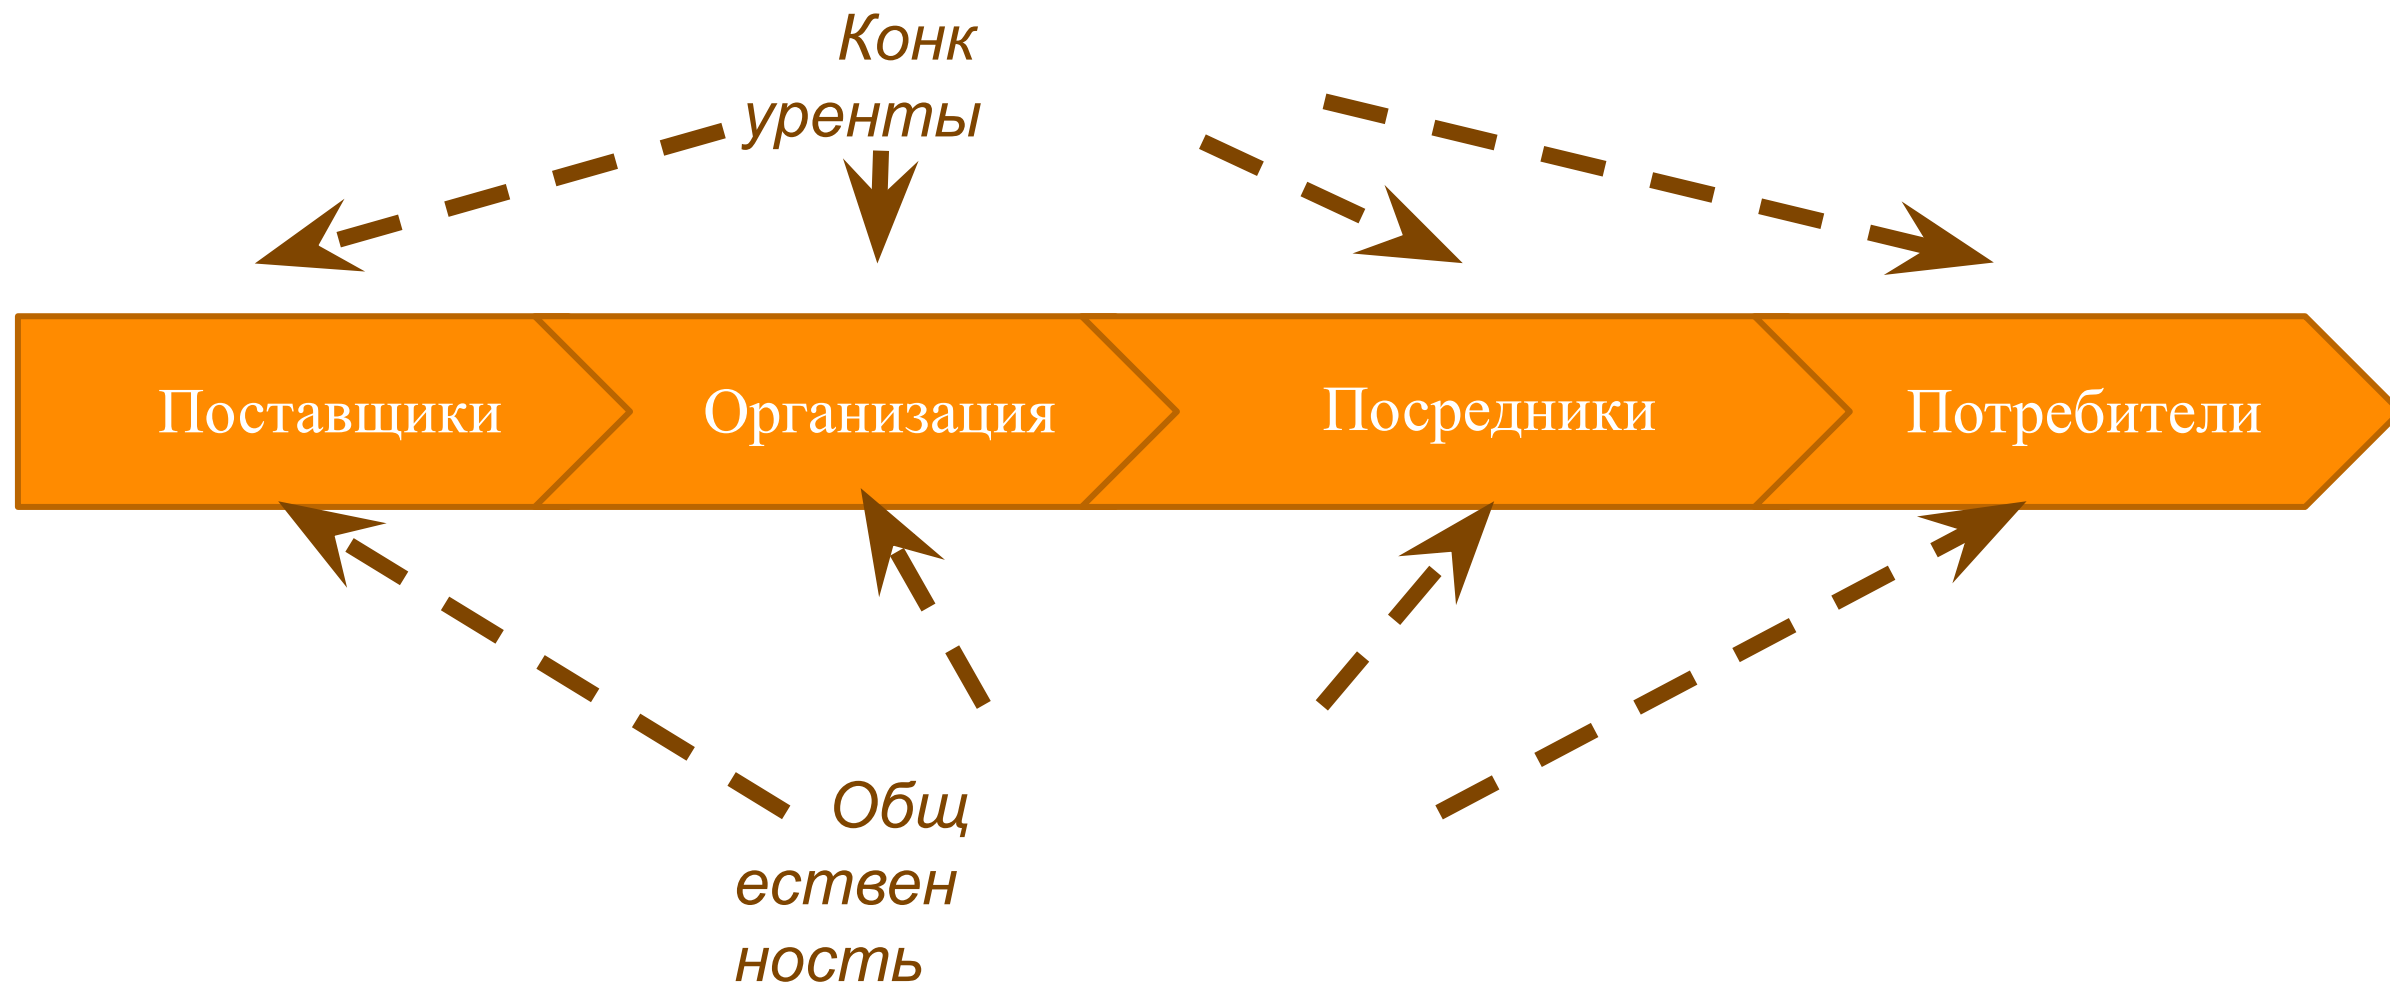 Конк
уренты
Поставщики
Организация
Посредники
Потребители
Общ
ествен
ность